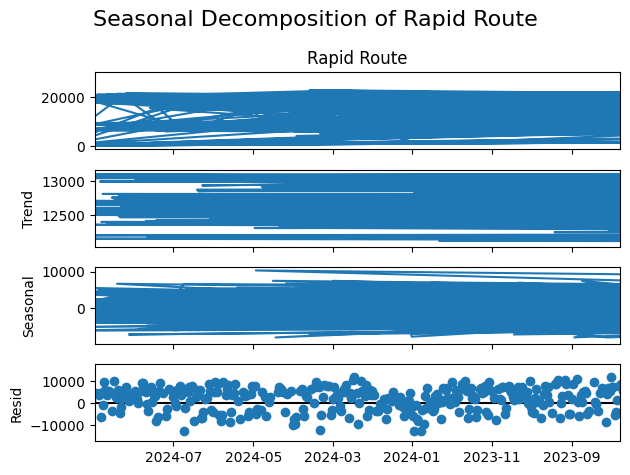 Seasonal Decomposition of Rapid Route
Rapid Route
20000
0
Trend
13000
12500
Seasonal
10000
0
Resid
10000
0
−10000
2024-07 2024-05 2024-03 2024-01 2023-11 2023-09